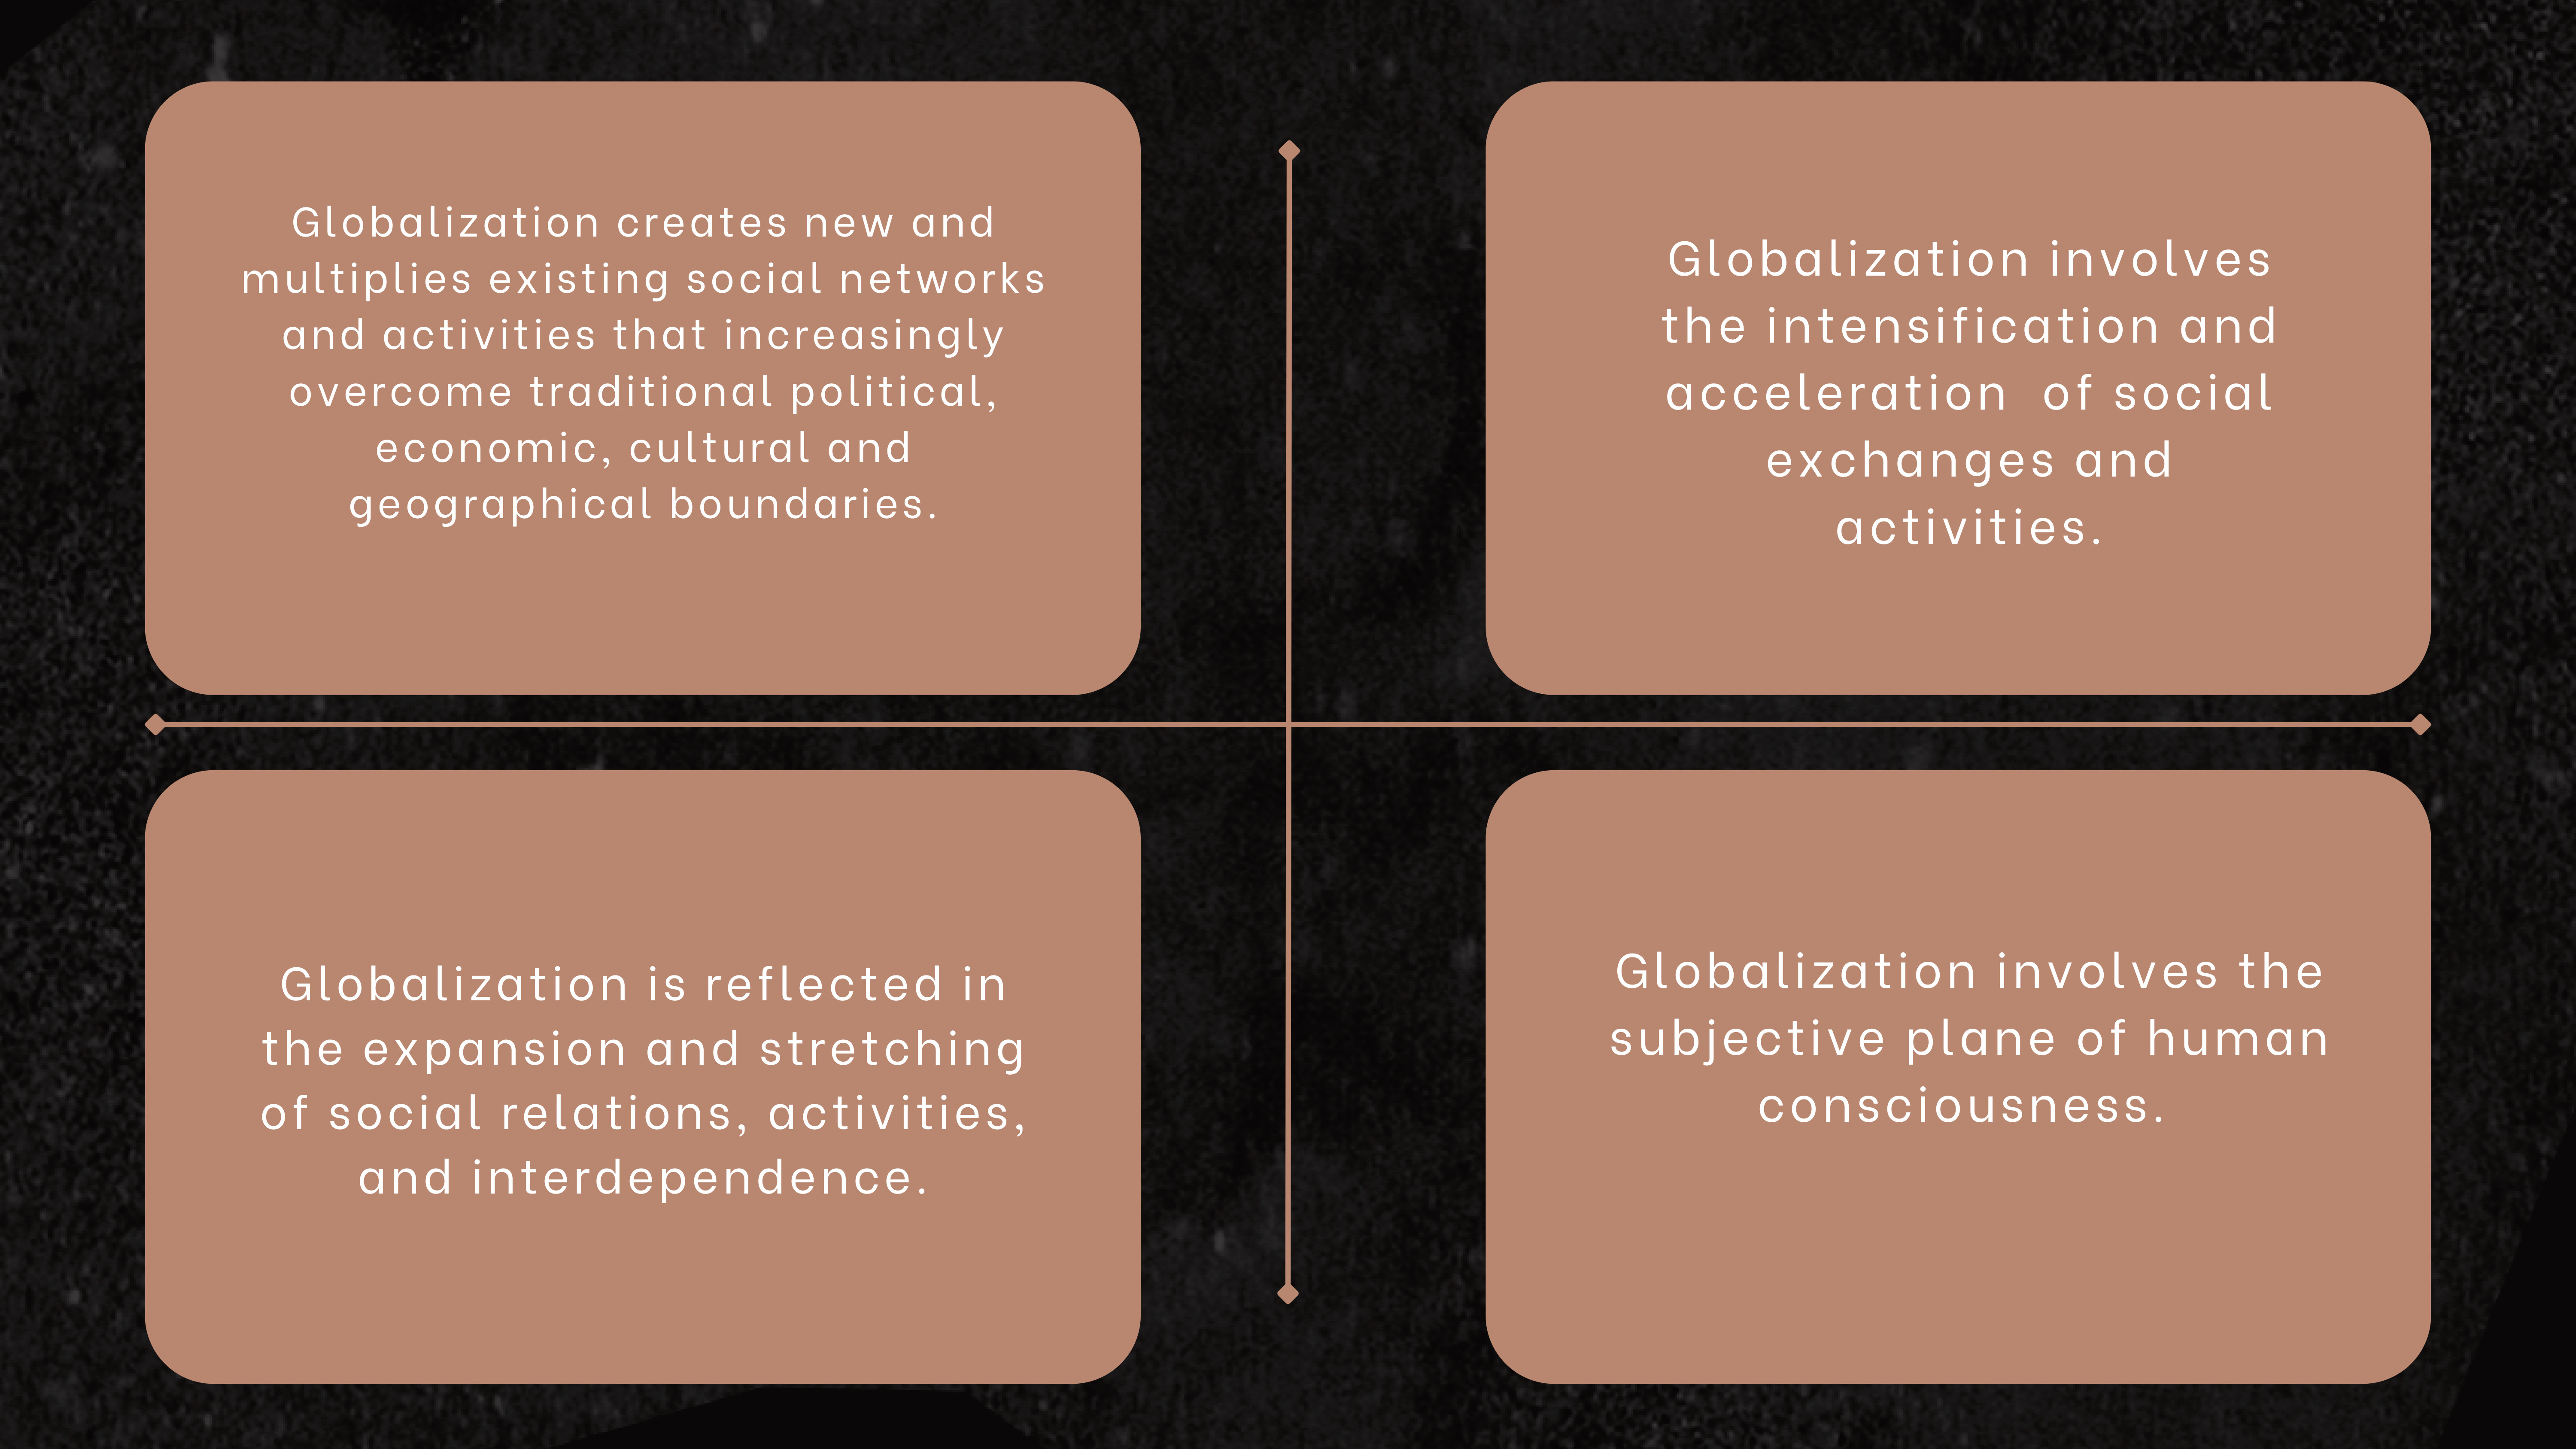 Globalization creates new and
multiplies existing social networks
and activities that increasingly
overcome traditional political,
economic, cultural and
geographical boundaries.
Globalization involves
the intensification and
acceleration  of social
exchanges and
activities.
Globalization is reflected in
the expansion and stretching
of social relations, activities,
and interdependence.
Globalization involves the
subjective plane of human
consciousness.